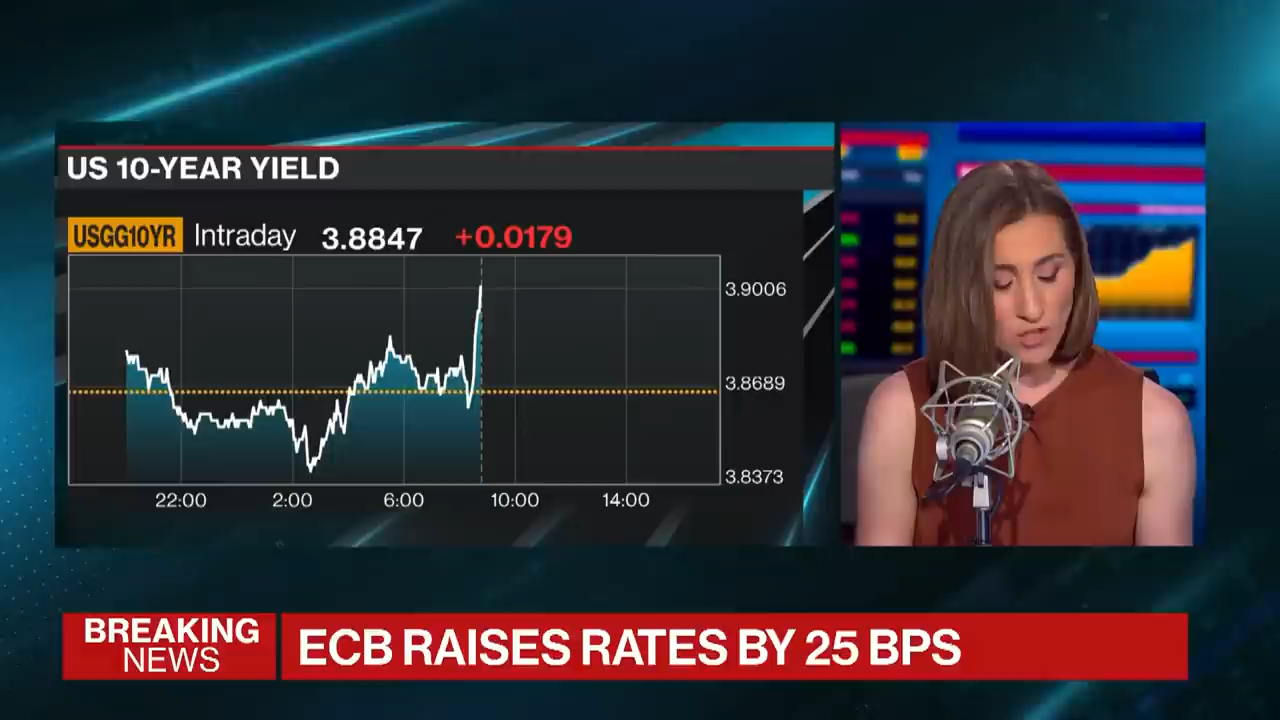 US 10-YEAR YIELD
USGG10YR Intraday 3.8847 +0.0179
3.9006
3.8689
3.8373
22:00 2:00 6:00 10:00 14:00
BREAKING
NEWS
ECB RAISES RATES BY 25 BPS